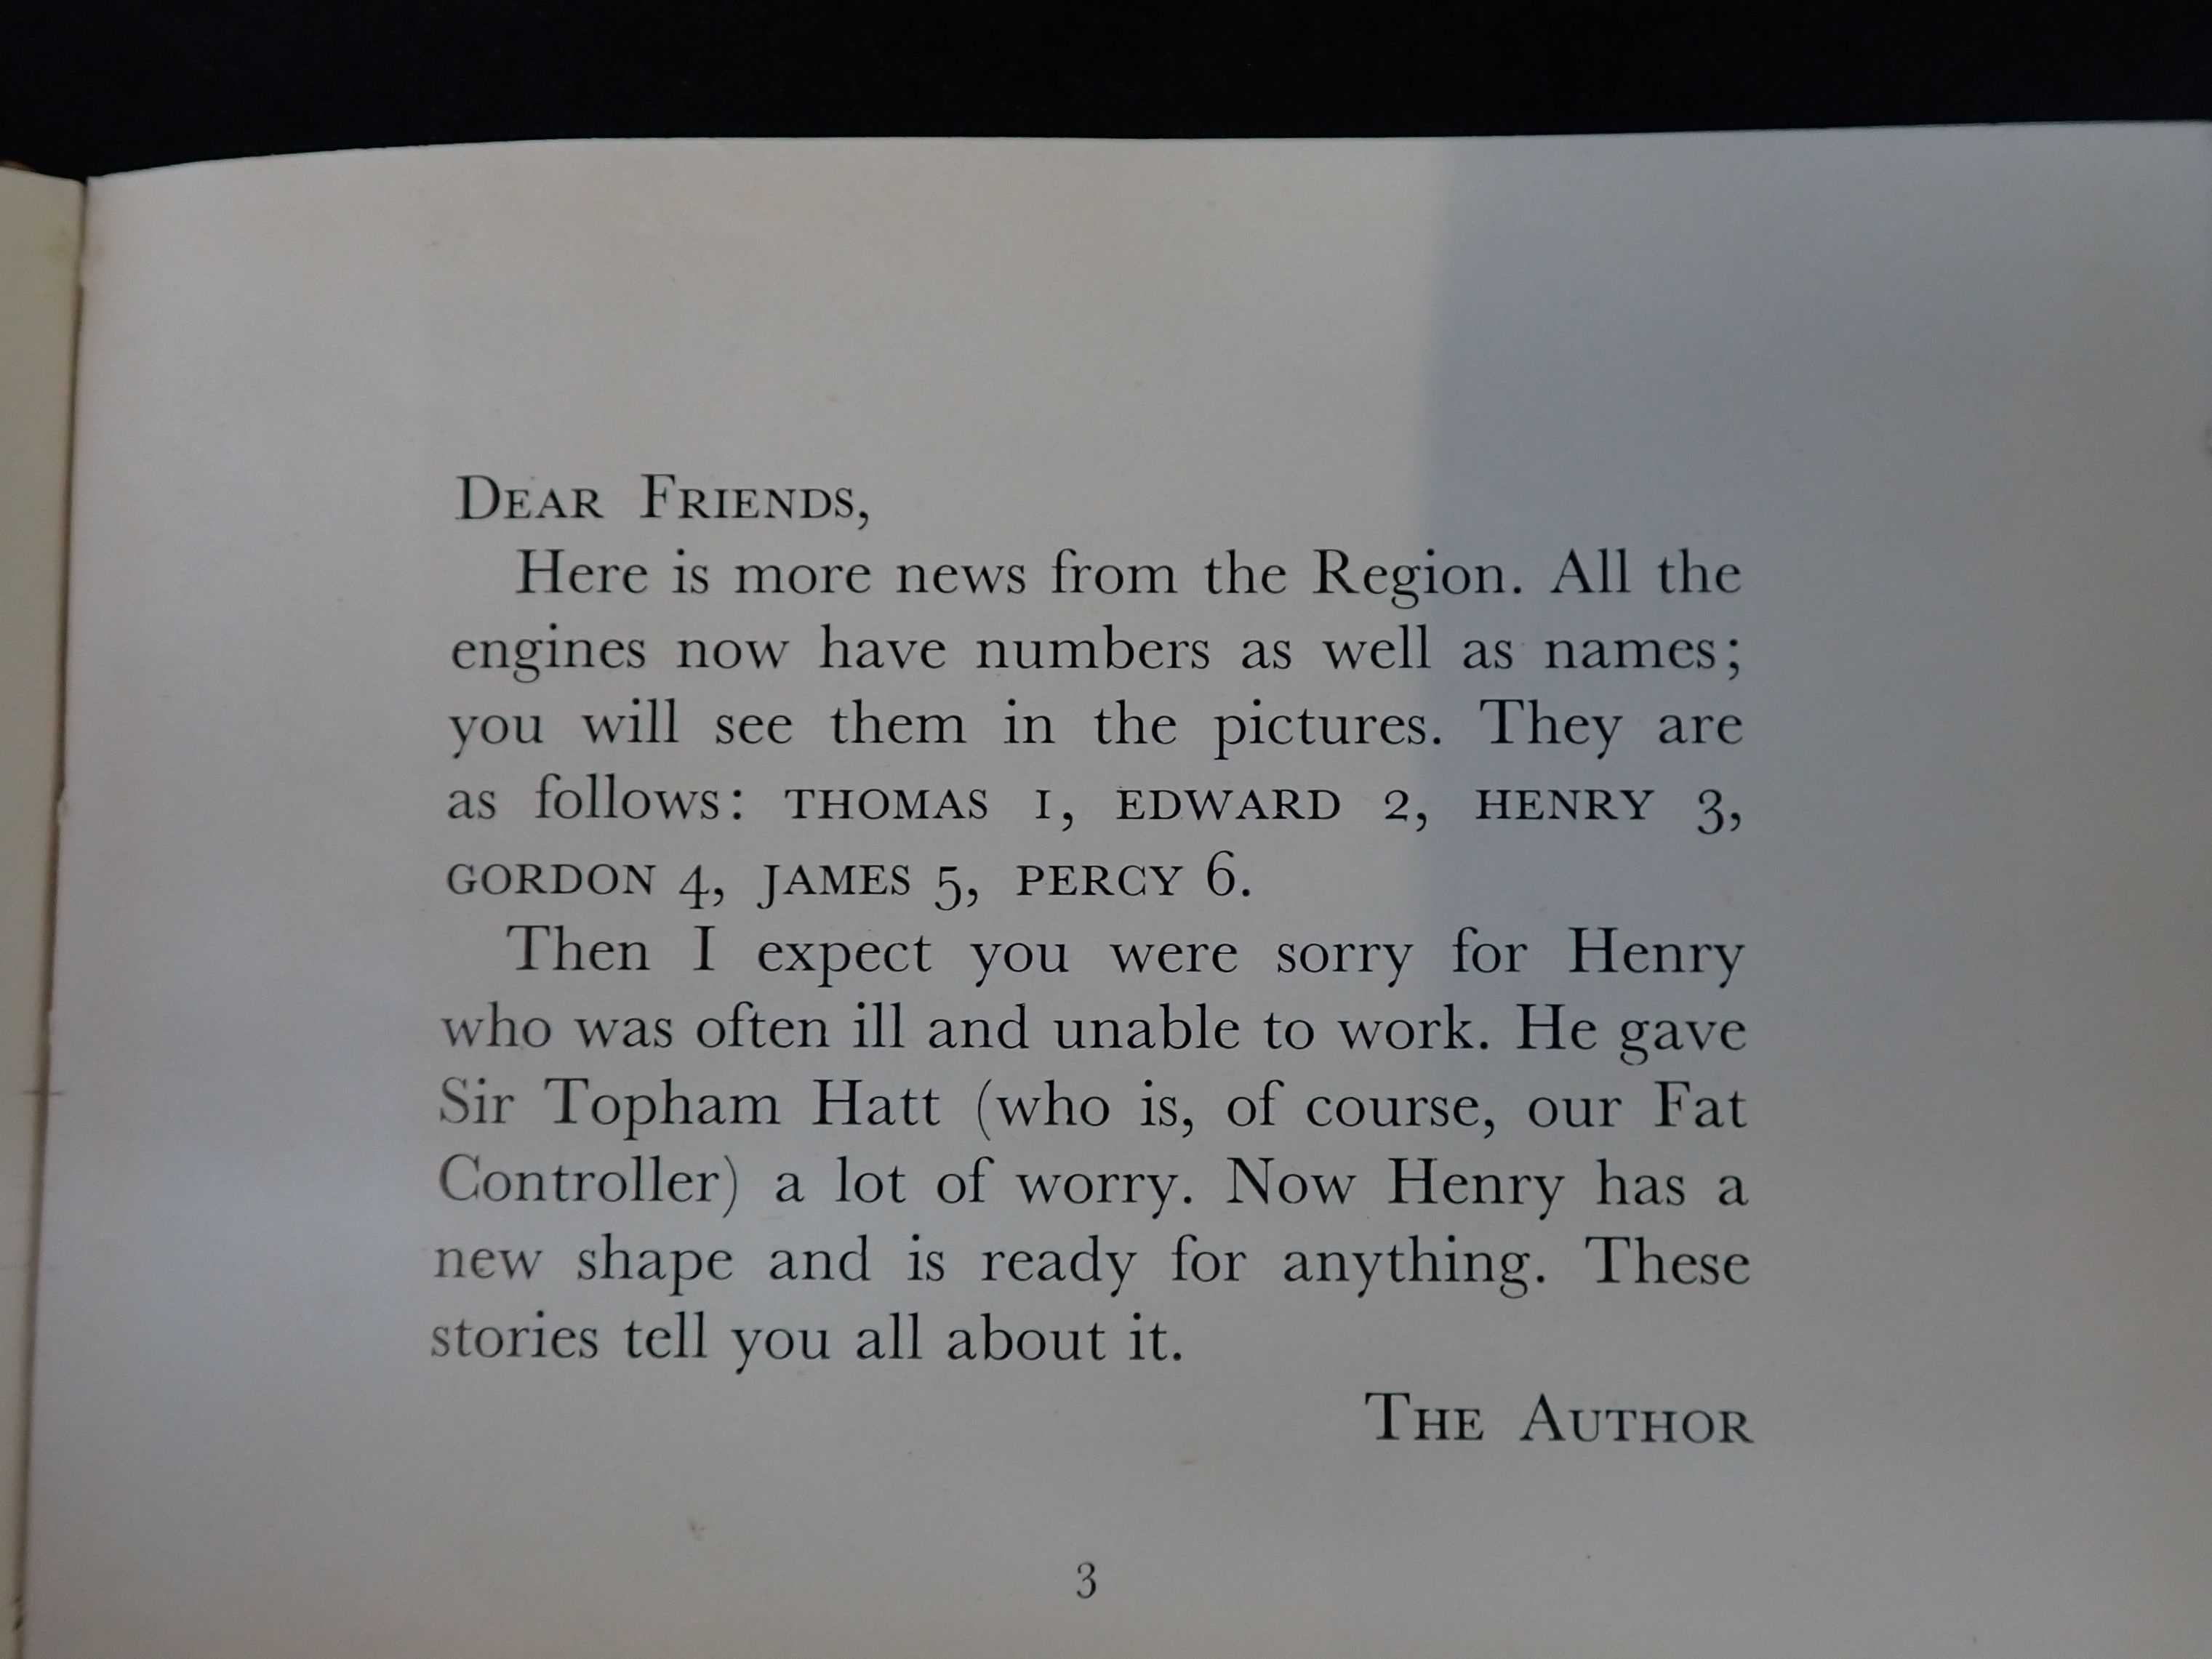 DEAR FRIENDS,
Here is more news from the Region. All the
engines now have numbers as well as names;
you will see them in the pictures. They are
as follows: THOMAS 1, EDWARD 2, HENRY 3,
GORDON 4, JAMES 5, PERCY 6.
Then I expect you were sorry for Henry
who was often ill and unable to work. He gave
Sir Topham Hatt (who is, of course, our Fat
Controller) a lot of worry. Now Henry has a
new shape and is ready for anything. These
stories tell you all about it.
THE AUTHOR
3